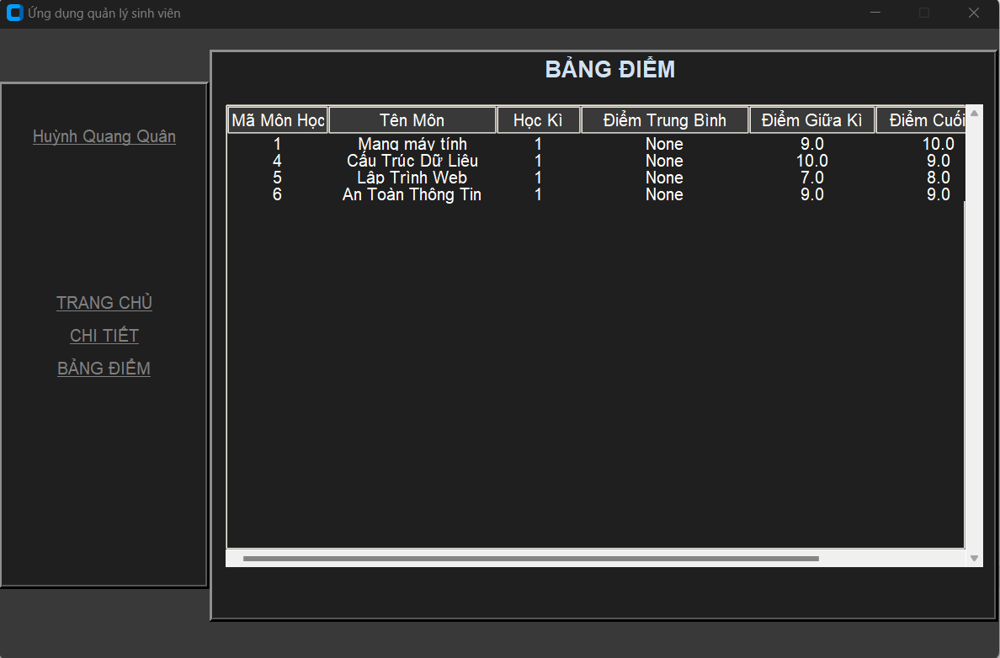 Ứng dụng quản lý sinh viên
Huỳnh Quang Quân
TRANG CHỦ
CHI TIẾT
BẢNG ĐIỂM
BẢNG ĐIỂM
Mã Môn Học Tên Môn Học Kì Điểm Trung Bình Điểm Giữa Kì Điểm Cuối
1 Mạng máy tính 1 None 9.0 10.0
4 Cấu Trúc Dữ Liệu 1 None 10.0 9.0
5 Lập Trình Web 1 None 7.0 8.0
6 An Toàn Thông Tin 1 None 9.0 9.0